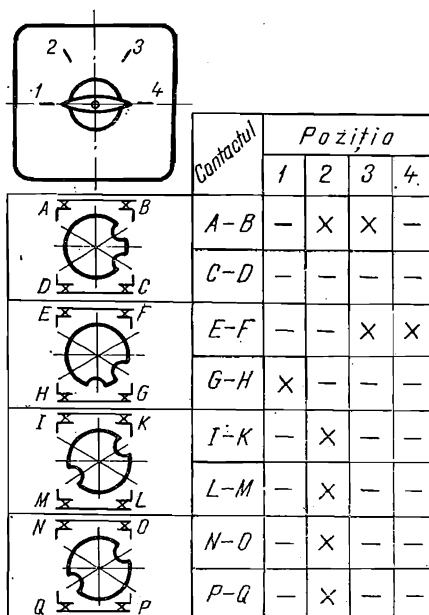 2 3
1 4
Contactul Poziția
1 2 3 4.
A B
A-B — × × —
D C
C-D — — — —
E F
E-F — — × ×
H G
G-H × — — —
I K
I-K — × — —
M L
L-M — × — —
N O
N-O — × — —
Q P
P-Q — × — —